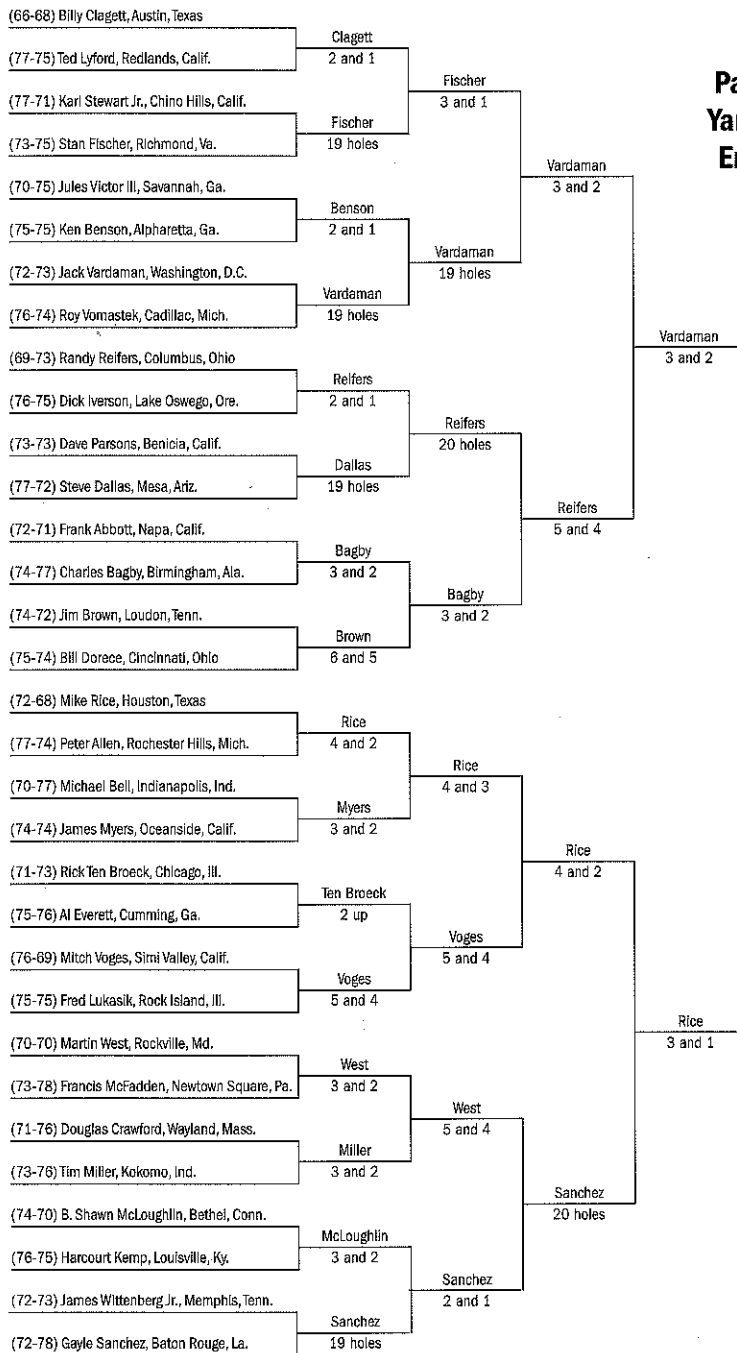 (66-68) Billy Clagett, Austin, Texas
(77-75) Ted Lyford, Redlands, Calif.
(77-71) Karl Stewart Jr., Chino Hills, Calif.
(73-75) Stan Fischer, Richmond, Va.
(70-75) Jules Victor III, Savannah, Ga.
(75-75) Ken Benson, Alpharetta, Ga.
(72-73) Jack Vardaman, Washington, D.C.
(76-74) Roy Vomastek, Cadillac, Mich.
(69-73) Randy Reifers, Columbus, Ohio
(76-75) Dick Iverson, Lake Oswego, Ore.
(73-73) Dave Parsons, Benicia, Calif.
(77-72) Steve Dallas, Mesa, Ariz.
(72-71) Frank Abbott, Napa, Calif.
(74-77) Charles Bagby, Birmingham, Ala.
(74-72) Jim Brown, Loudon, Tenn.
(75-74) Bill Dorece, Cincinnati, Ohio
(72-68) Mike Rice, Houston, Texas
(77-74) Peter Allen, Rochester Hills, Mich.
(70-77) Michael Bell, Indianapolis, Ind.
(74-74) James Myers, Oceanside, Calif.
(71-73) Rick Ten Broeck, Chicago, Ill.
(75-76) Al Everett, Cumming, Ga.
(76-69) Mitch Voges, Simi Valley, Calif.
(75-75) Fred Lukasik, Rock Island, Ill.
(70-70) Martin West, Rockville, Md.
(73-78) Francis McFadden, Newtown Square, Pa.
(71-76) Douglas Crawford, Wayland, Mass.
(73-76) Tim Miller, Kokomo, Ind.
(74-70) B. Shawn McLoughlin, Bethel, Conn.
(76-75) Harcourt Kemp, Louisville, Ky.
(72-73) James Wittenberg Jr., Memphis, Tenn.
(72-78) Gayle Sanchez, Baton Rouge, La.
Clagett
2 and 1
Fischer
19 holes
Benson
2 and 1
Vardaman
19 holes
Reifers
2 and 1
Dallas
19 holes
Bagby
3 and 2
Brown
6 and 5
Rice
4 and 2
Myers
3 and 2
Ten Broeck
2 up
Voges
5 and 4
West
3 and 2
Miller
3 and 2
McLoughlin
3 and 2
Sanchez
19 holes
Fischer
3 and 1
Vardaman
19 holes
Reifers
20 holes
Bagby
3 and 2
Rice
4 and 3
Voges
5 and 4
West
5 and 4
Sanchez
2 and 1
Vardaman
3 and 2
Reifers
5 and 4
Rice
4 and 2
Sanchez
20 holes
Vardaman
3 and 2
Rice
3 and 1
Pa
Yar